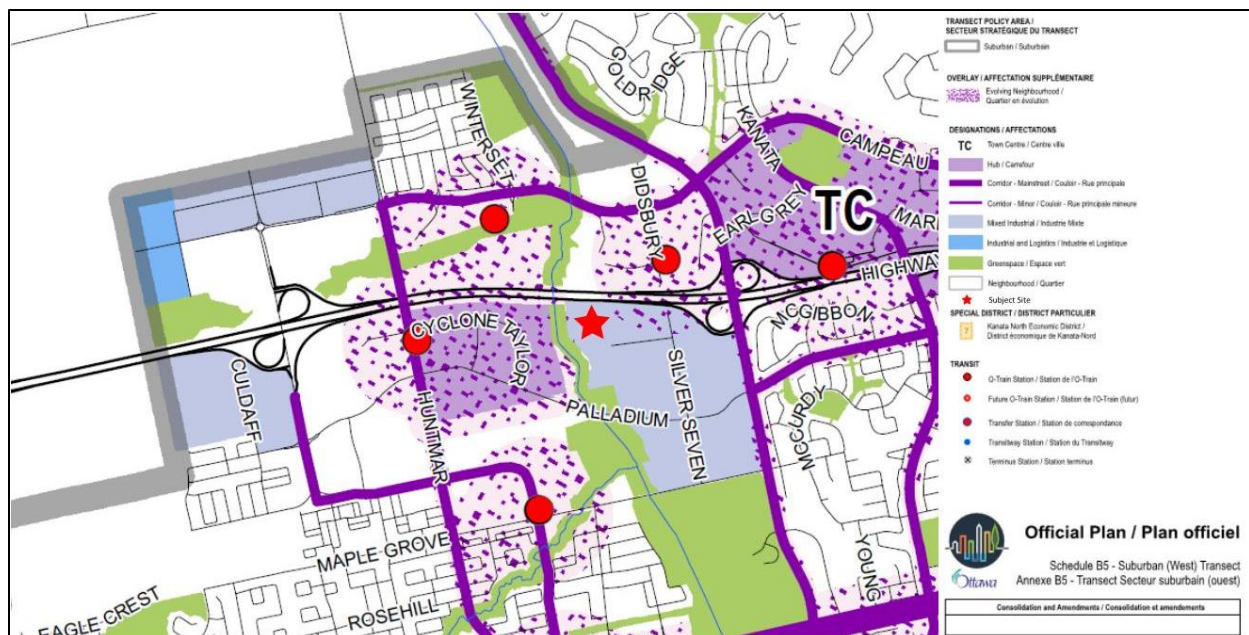 GOLDRIDGE
WINTERSET
KANATA
CAMPEAU
DIDSBURY
EARL GREY
TC
MAR
HIGHWAY
MCGIBBON
CYCLONE TAYLOR
CULDAFF
HUNTMAR
PALLADIUM
SILVER SEVEN
MCCURDY
MAPLE GROVE
YOUNG
ROSEHILL
EAGLE CREST
TRANSECT POLICY AREA /
SECTEUR STRATÉGIQUE DU TRANSECT
Suburban / Suburbain
OVERLAY / AFFECTATION SUPPLÉMENTAIRE
Evolving Neighbourhood /
Quartier en évolution
DESIGNATIONS / AFFECTATIONS
TC Town Centre / Centre ville
Hub / Carrefour
Corridor - Mainstreet / Couloir - Rue principale
Corridor - Minor / Couloir - Rue principale mineure
Mixed Industrial / Industrie Mixte
Industrial and Logistics / Industrie et Logistique
Greenspace / Espace vert
Neighbourhood / Quartier
Subject Site
SPECIAL DISTRICT / DISTRICT PARTICULIER
Kanata North Economic District /
District économique de Kanata-Nord
TRANSIT
O-Train Station / Station de l'O-Train
Future O-Train Station / Station de l'O-Train (futur)
Transfer Station / Station de correspondance
Transitway Station / Station du Transitway
Terminus Station / Station terminus
Official Plan / Plan officiel
Schedule B5 - Suburban (West) Transect
Annexe B5 - Transect Secteur suburbain (ouest)
Ottawa
Consolidation and Amendments / Consolidation et amendements